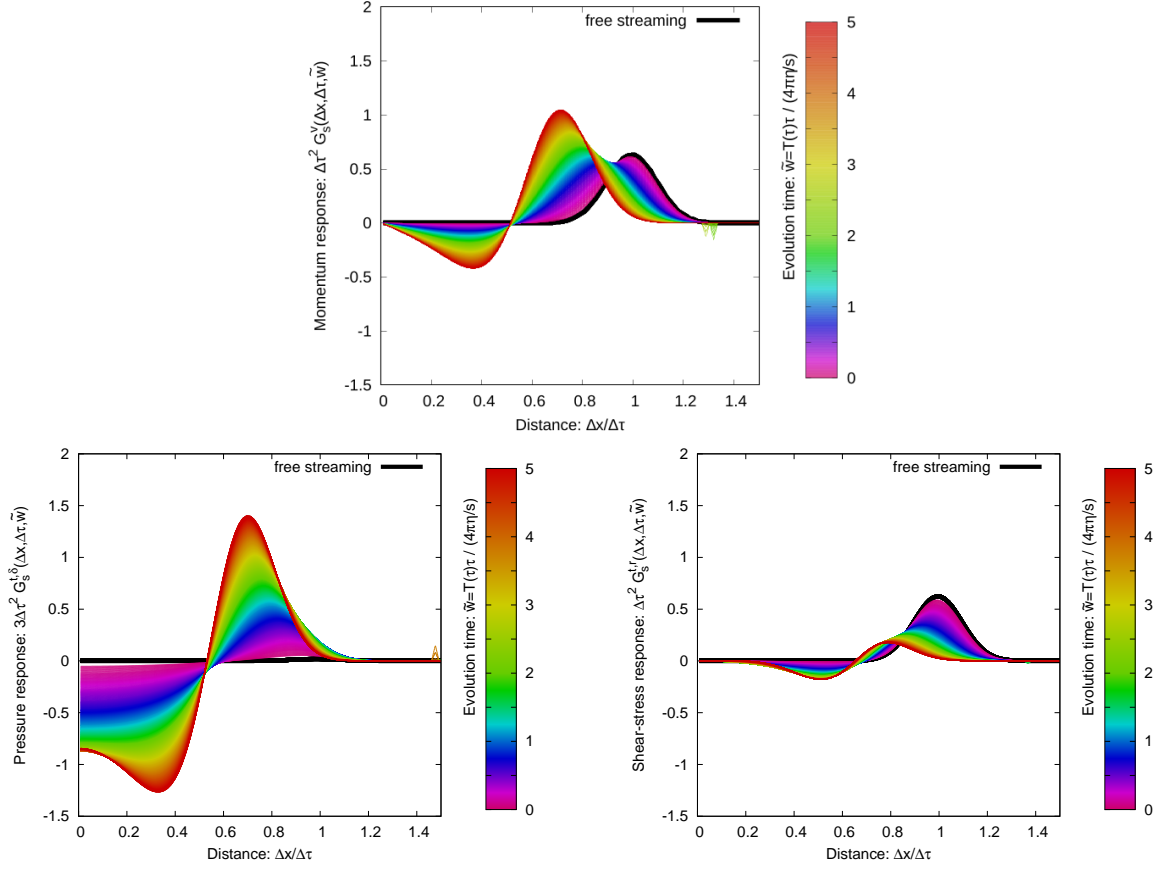 free streaming
Momentum response: Δτ² Gₛᵛ(Δx,Δτ,w̃)
2
1.5
1
0.5
0
-0.5
-1
-1.5
0 0.2 0.4 0.6 0.8 1 1.2 1.4
Distance: Δx/Δτ
Evolution time: w̃=T(τ)τ / (4πη/s)
5
4
3
2
1
0
free streaming
Pressure response: 3Δτ² Gₛᵗ,ᵟ(Δx,Δτ,w̃)
2
1.5
1
0.5
0
-0.5
-1
-1.5
0 0.2 0.4 0.6 0.8 1 1.2 1.4
Distance: Δx/Δτ
Evolution time: w̃=T(τ)τ / (4πη/s)
5
4
3
2
1
0
free streaming
Shear-stress response: Δτ² Gₛᵗ,ʳ(Δx,Δτ,w̃)
2
1.5
1
0.5
0
-0.5
-1
-1.5
0 0.2 0.4 0.6 0.8 1 1.2 1.4
Distance: Δx/Δτ
Evolution time: w̃=T(τ)τ / (4πη/s)
5
4
3
2
1
0